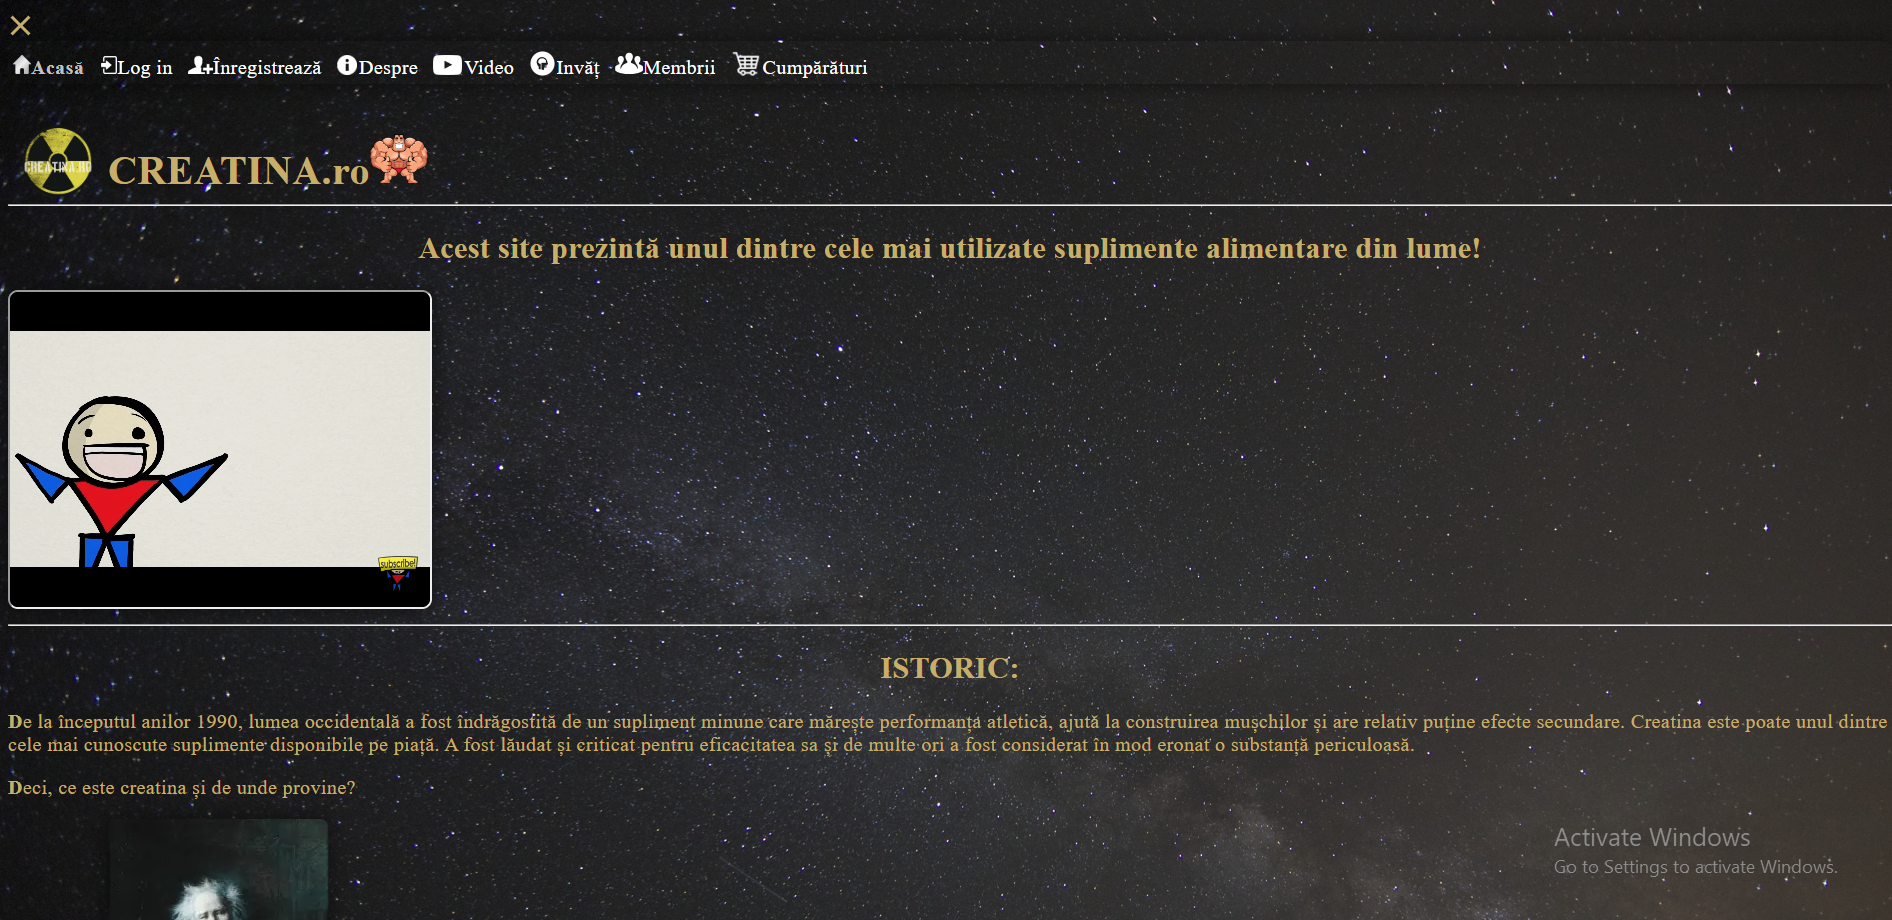 Acasă Log in Înregistrează Despre Video Invăț Membrii Cumpărături
CREATINA.RO
CREATINA.ro
Acest site prezintă unul dintre cele mai utilizate suplimente alimentare din lume!
subscribe!
ISTORIC:
De la începutul anilor 1990, lumea occidentală a fost îndrăgostită de un supliment minune care mărește performanța atletică, ajută la construirea mușchilor și are relativ puține efecte secundare. Creatina este poate unul dintre
cele mai cunoscute suplimente disponibile pe piață. A fost lăudat și criticat pentru eficacitatea sa și de multe ori a fost considerat în mod eronat o substanță periculoasă.
Deci, ce este creatina și de unde provine?
Activate Windows
Go to Settings to activate Windows.